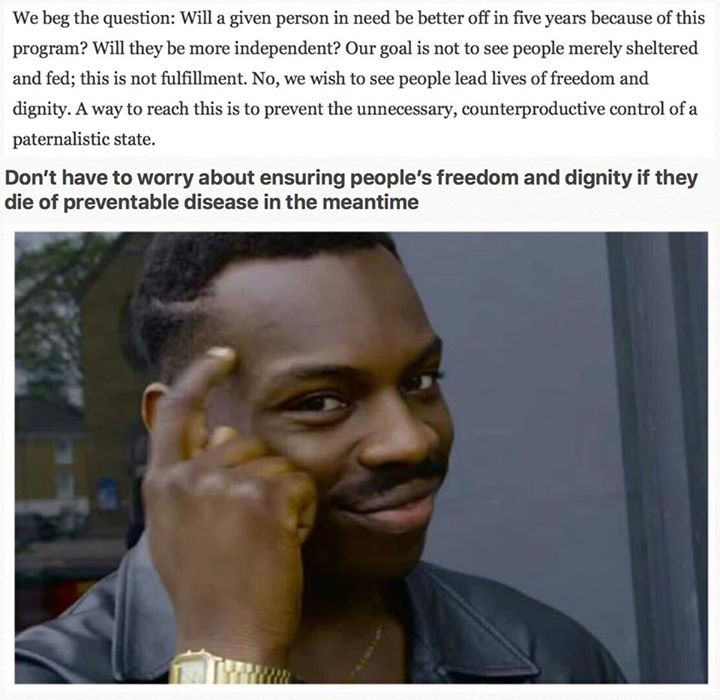 We beg the question: Will a given person in need be better off in five years because of this
program? Will they be more independent? Our goal is not to see people merely sheltered
and fed; this is not fulfillment. No, we wish to see people lead lives of freedom and
dignity. A way to reach this is to prevent the unnecessary, counterproductive control of a
paternalistic state.
Don't have to worry about ensuring people's freedom and dignity if they
die of preventable disease in the meantime